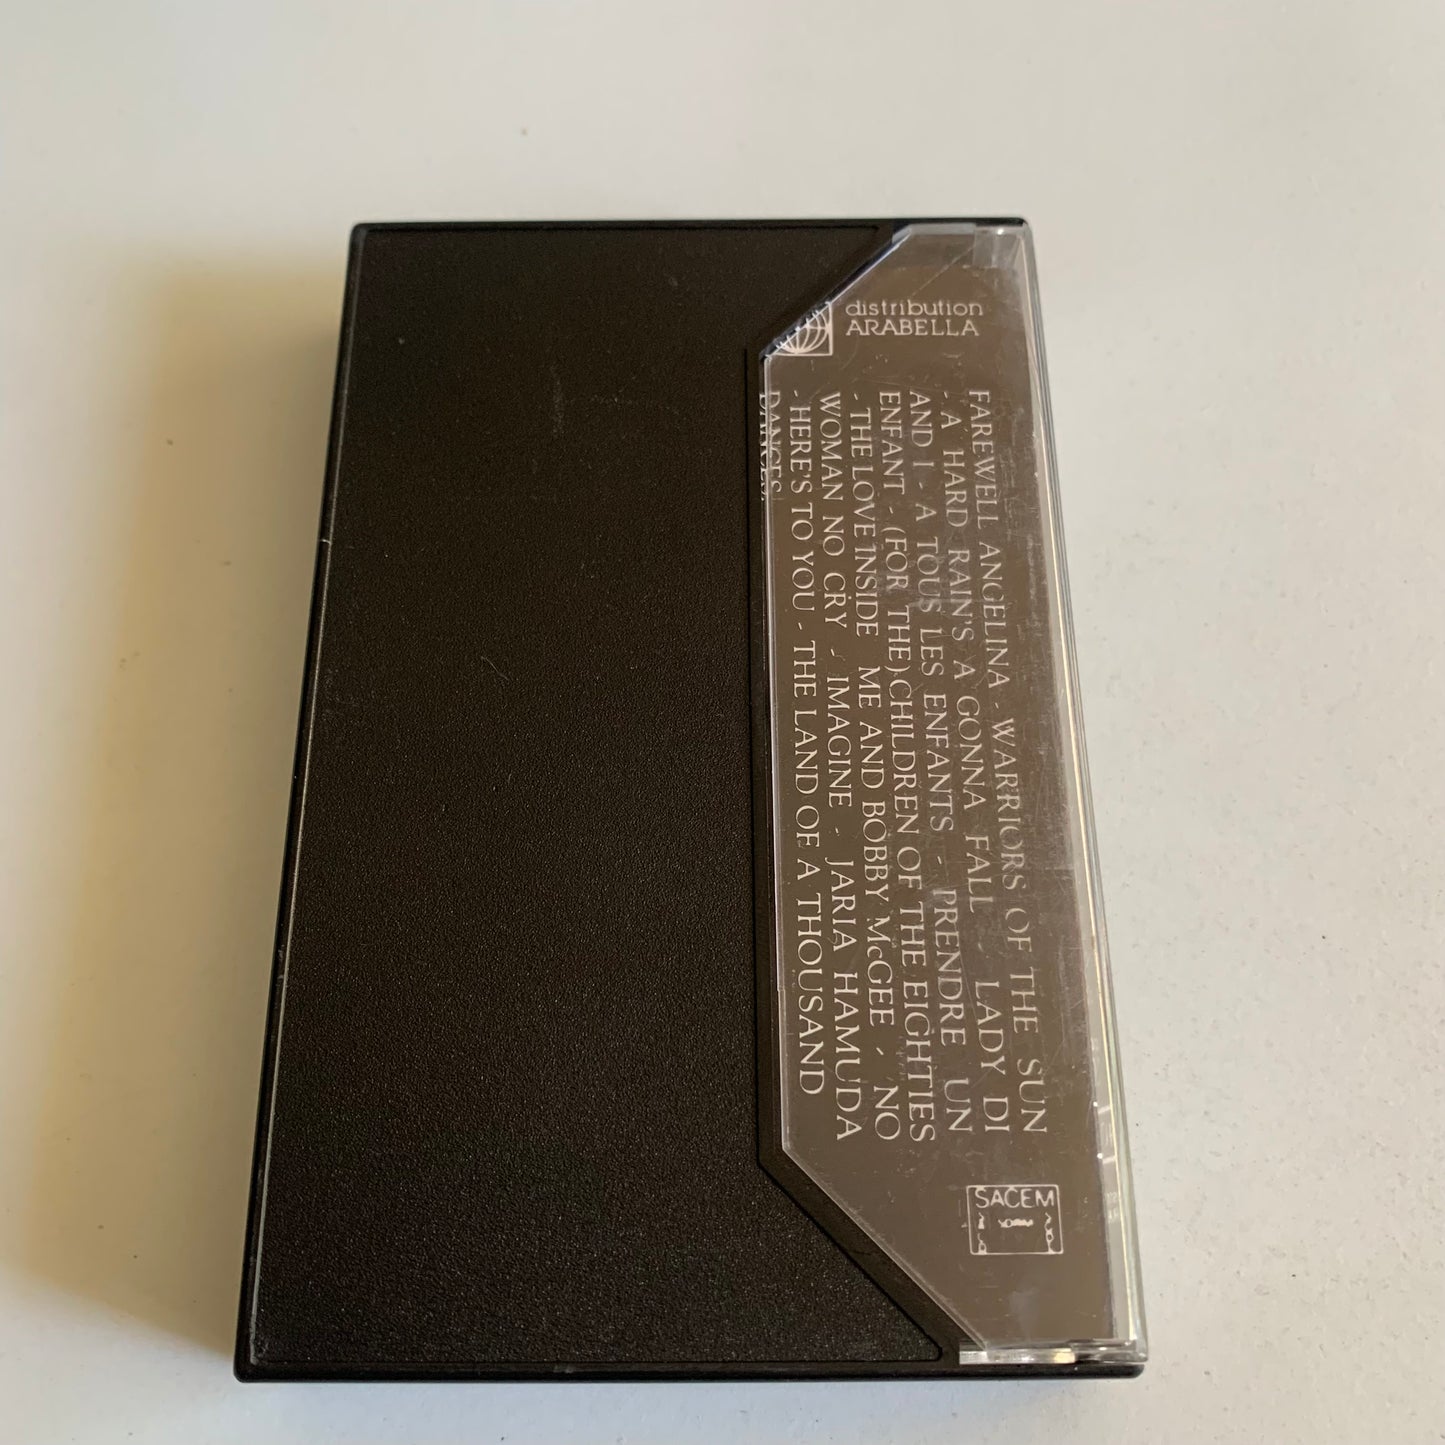 distribution
ARABELLA
FAREWELL ANGELINA - WARRIORS OF THE SUN
- A HARD RAIN'S A GONNA FALL - LADY DI
AND I - A TOUS LES ENFANTS - PRENDRE UN
ENFANT - (FOR THE) CHILDREN OF THE EIGHTIES
- THE LOVE INSIDE ME AND BOBBY McGEE - NO
WOMAN NO CRY - IMAGINE - JARIA HAMUDA
- HERE'S TO YOU - THE LAND OF A THOUSAND
DANCES.
SACEM